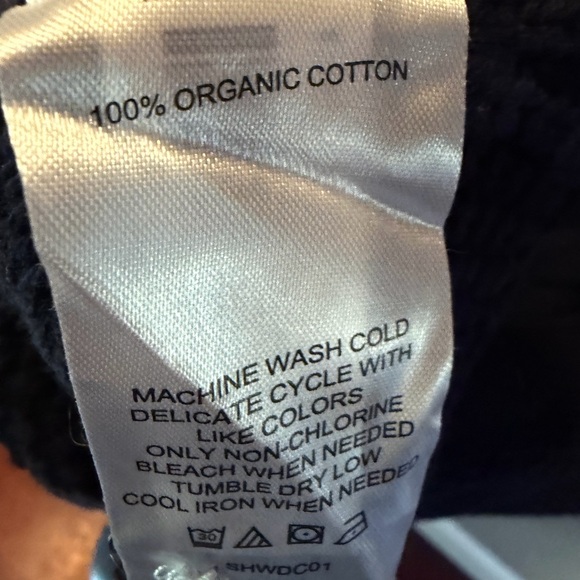 100% ORGANIC COTTON
MACHINE WASH COLD
DELICATE CYCLE WITH
LIKE COLORS
ONLY NON-CHLORINE
BLEACH WHEN NEEDED
TUMBLE DRY LOW
COOL IRON WHEN NEEDED
30
SHWDC01